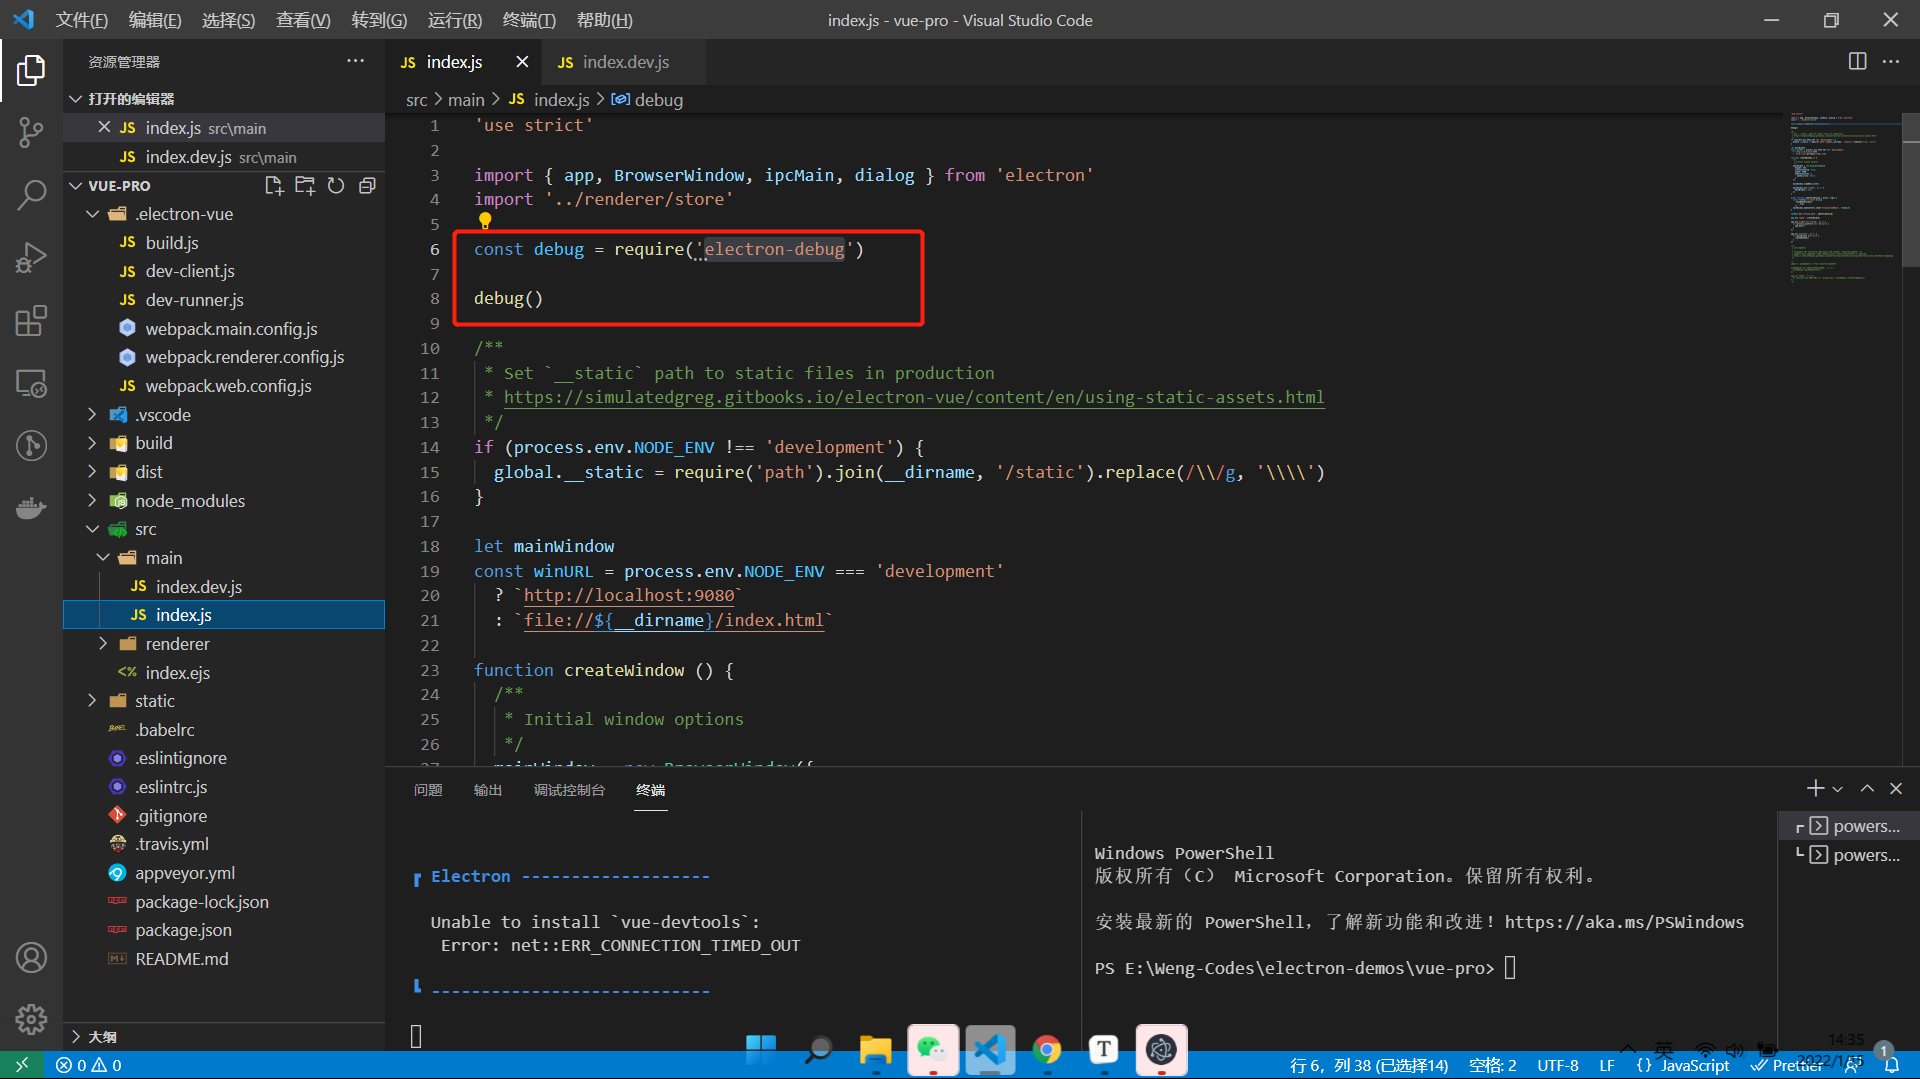 文件(F) 编辑(E) 选择(S) 查看(V) 转到(G) 运行(R) 终端(T) 帮助(H)
index.js - vue-pro - Visual Studio Code
资源管理器
打开的编辑器
JS index.js src\main
JS index.dev.js src\main
VUE-PRO
.electron-vue
JS build.js
JS dev-client.js
JS dev-runner.js
webpack.main.config.js
webpack.renderer.config.js
JS webpack.web.config.js
.vscode
build
dist
node_modules
src
main
JS index.dev.js
JS index.js
renderer
<% index.ejs
static
.babelrc
.eslintignore
.eslintrc.js
.gitignore
.travis.yml
appveyor.yml
package-lock.json
package.json
README.md
大纲
JS index.js
JS index.dev.js
src > main > JS index.js > debug
1 'use strict'
2
3 import { app, BrowserWindow, ipcMain, dialog } from 'electron'
4 import '../renderer/store'
5
6 const debug = require('electron-debug')
7
8 debug()
9
10 /**
11 * Set `__static` path to static files in production
12 * https://simulatedgreg.gitbooks.io/electron-vue/content/en/using-static-assets.html
13 */
14 if (process.env.NODE_ENV !== 'development') {
15 global.__static = require('path').join(__dirname, '/static').replace(/\\/g, '\\\\')
16 }
17
18 let mainWindow
19 const winURL = process.env.NODE_ENV === 'development'
20 ? `http://localhost:9080`
21 : `file://${__dirname}/index.html`
22
23 function createWindow () {
24 /**
25 * Initial window options
26 */
27 mainWindow = new BrowserWindow({
问题 输出 调试控制台 终端
Electron -------------------
Unable to install `vue-devtools`:
Error: net::ERR_CONNECTION_TIMED_OUT
----------------------------
Windows PowerShell
版权所有（C） Microsoft Corporation。保留所有权利。
安装最新的 PowerShell，了解新功能和改进！https://aka.ms/PSWindows
PS E:\Weng-Codes\electron-demos\vue-pro>
powers...
powers...
0 0
行 6，列 38 (已选择14) 空格: 2 UTF-8 LF {} JavaScript Prettier
英
14:35
1